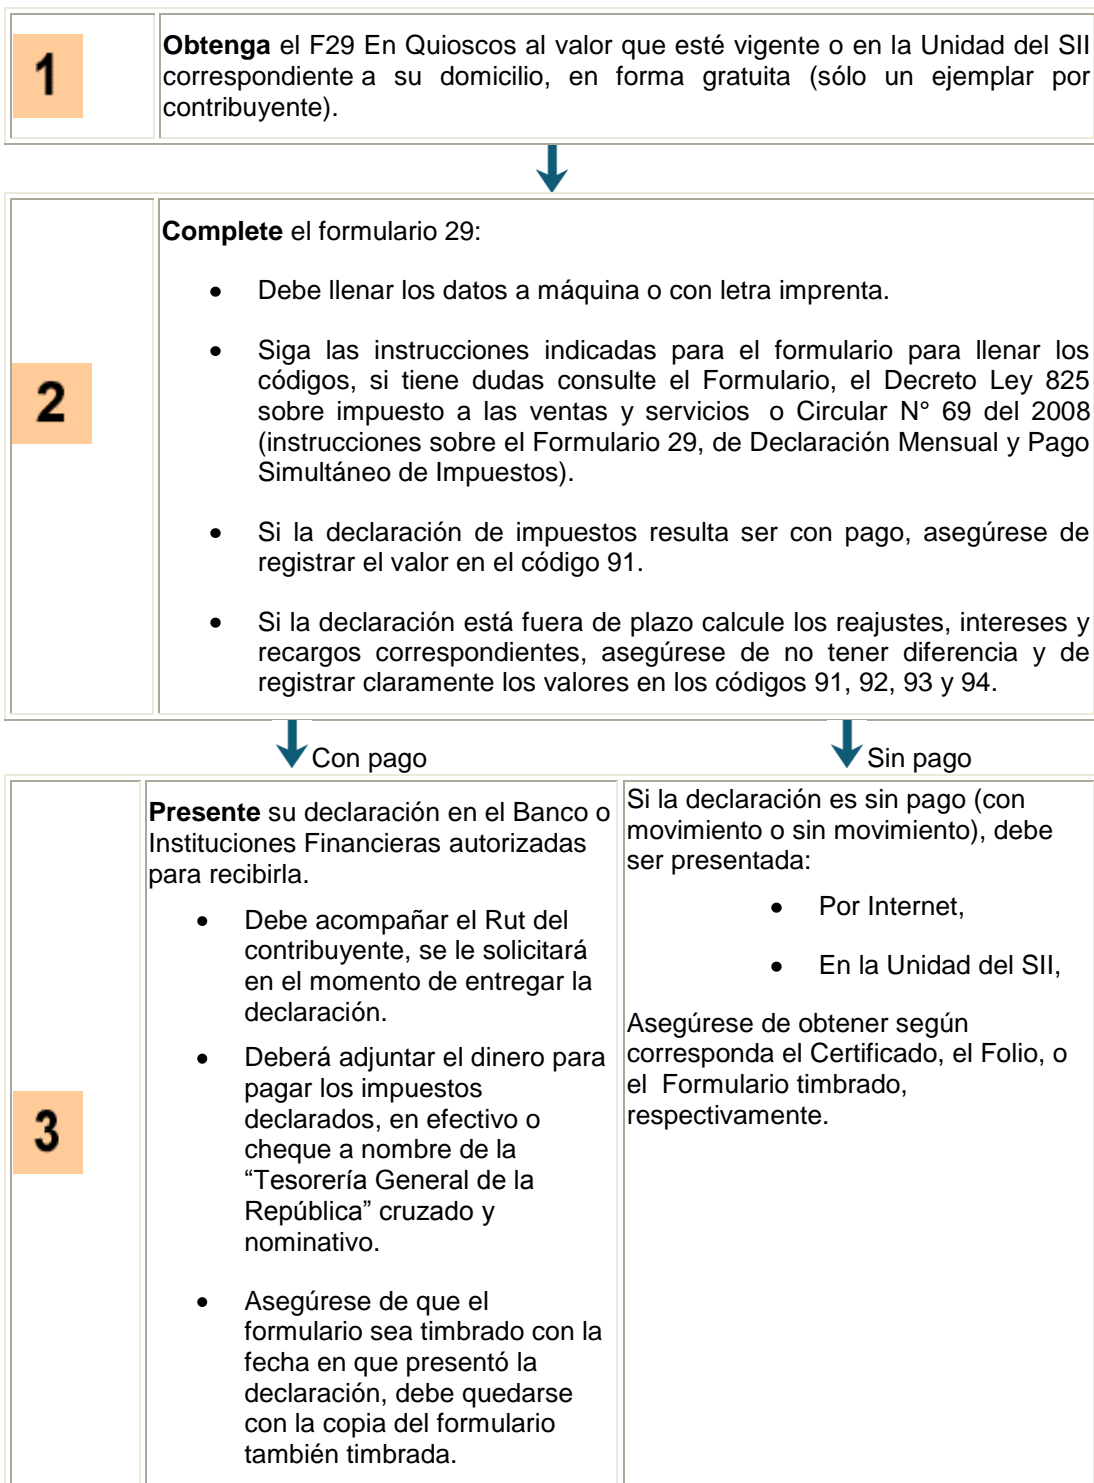 1
Obtenga el F29 En Quioscos al valor que esté vigente o en la Unidad del SII
correspondiente a su domicilio, en forma gratuita (sólo un ejemplar por
contribuyente).
2
Complete el formulario 29:
• Debe llenar los datos a máquina o con letra imprenta.
• Siga las instrucciones indicadas para el formulario para llenar los
códigos, si tiene dudas consulte el Formulario, el Decreto Ley 825
sobre impuesto a las ventas y servicios o Circular N° 69 del 2008
(instrucciones sobre el Formulario 29, de Declaración Mensual y Pago
Simultáneo de Impuestos).
• Si la declaración de impuestos resulta ser con pago, asegúrese de
registrar el valor en el código 91.
• Si la declaración está fuera de plazo calcule los reajustes, intereses y
recargos correspondientes, asegúrese de no tener diferencia y de
registrar claramente los valores en los códigos 91, 92, 93 y 94.
Con pago
Sin pago
3
Presente su declaración en el Banco o
Instituciones Financieras autorizadas
para recibirla.
• Debe acompañar el Rut del
contribuyente, se le solicitará
en el momento de entregar la
declaración.
• Deberá adjuntar el dinero para
pagar los impuestos
declarados, en efectivo o
cheque a nombre de la
“Tesorería General de la
República” cruzado y
nominativo.
• Asegúrese de que el
formulario sea timbrado con la
fecha en que presentó la
declaración, debe quedarse
con la copia del formulario
también timbrada.
Si la declaración es sin pago (con
movimiento o sin movimiento), debe
ser presentada:
• Por Internet,
• En la Unidad del SII,
Asegúrese de obtener según
corresponda el Certificado, el Folio, o
el Formulario timbrado,
respectivamente.